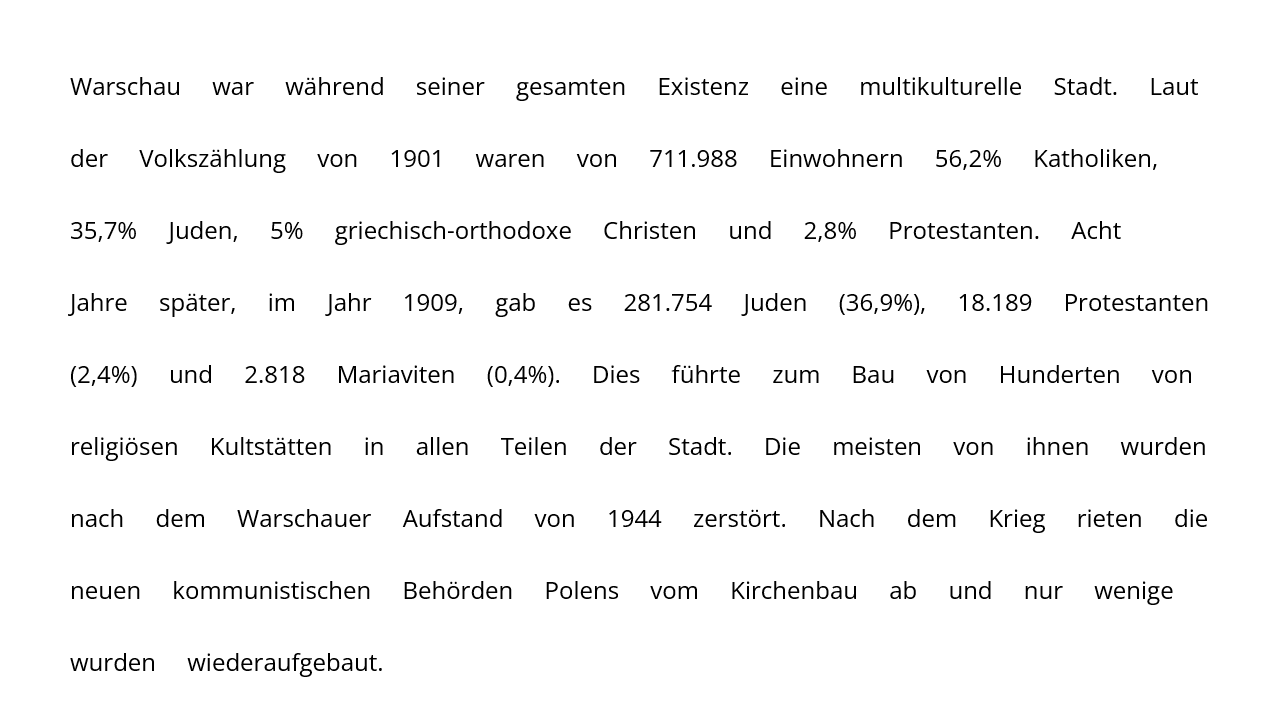 Warschau war während seiner gesamten Existenz eine multikulturelle Stadt. Laut
der Volkszählung von 1901 waren von 711.988 Einwohnern 56,2% Katholiken,
35,7% Juden, 5% griechisch-orthodoxe Christen und 2,8% Protestanten. Acht
Jahre später, im Jahr 1909, gab es 281.754 Juden (36,9%), 18.189 Protestanten
(2,4%) und 2.818 Mariaviten (0,4%). Dies führte zum Bau von Hunderten von
religiösen Kultstätten in allen Teilen der Stadt. Die meisten von ihnen wurden
nach dem Warschauer Aufstand von 1944 zerstört. Nach dem Krieg rieten die
neuen kommunistischen Behörden Polens vom Kirchenbau ab und nur wenige
wurden wiederaufgebaut.